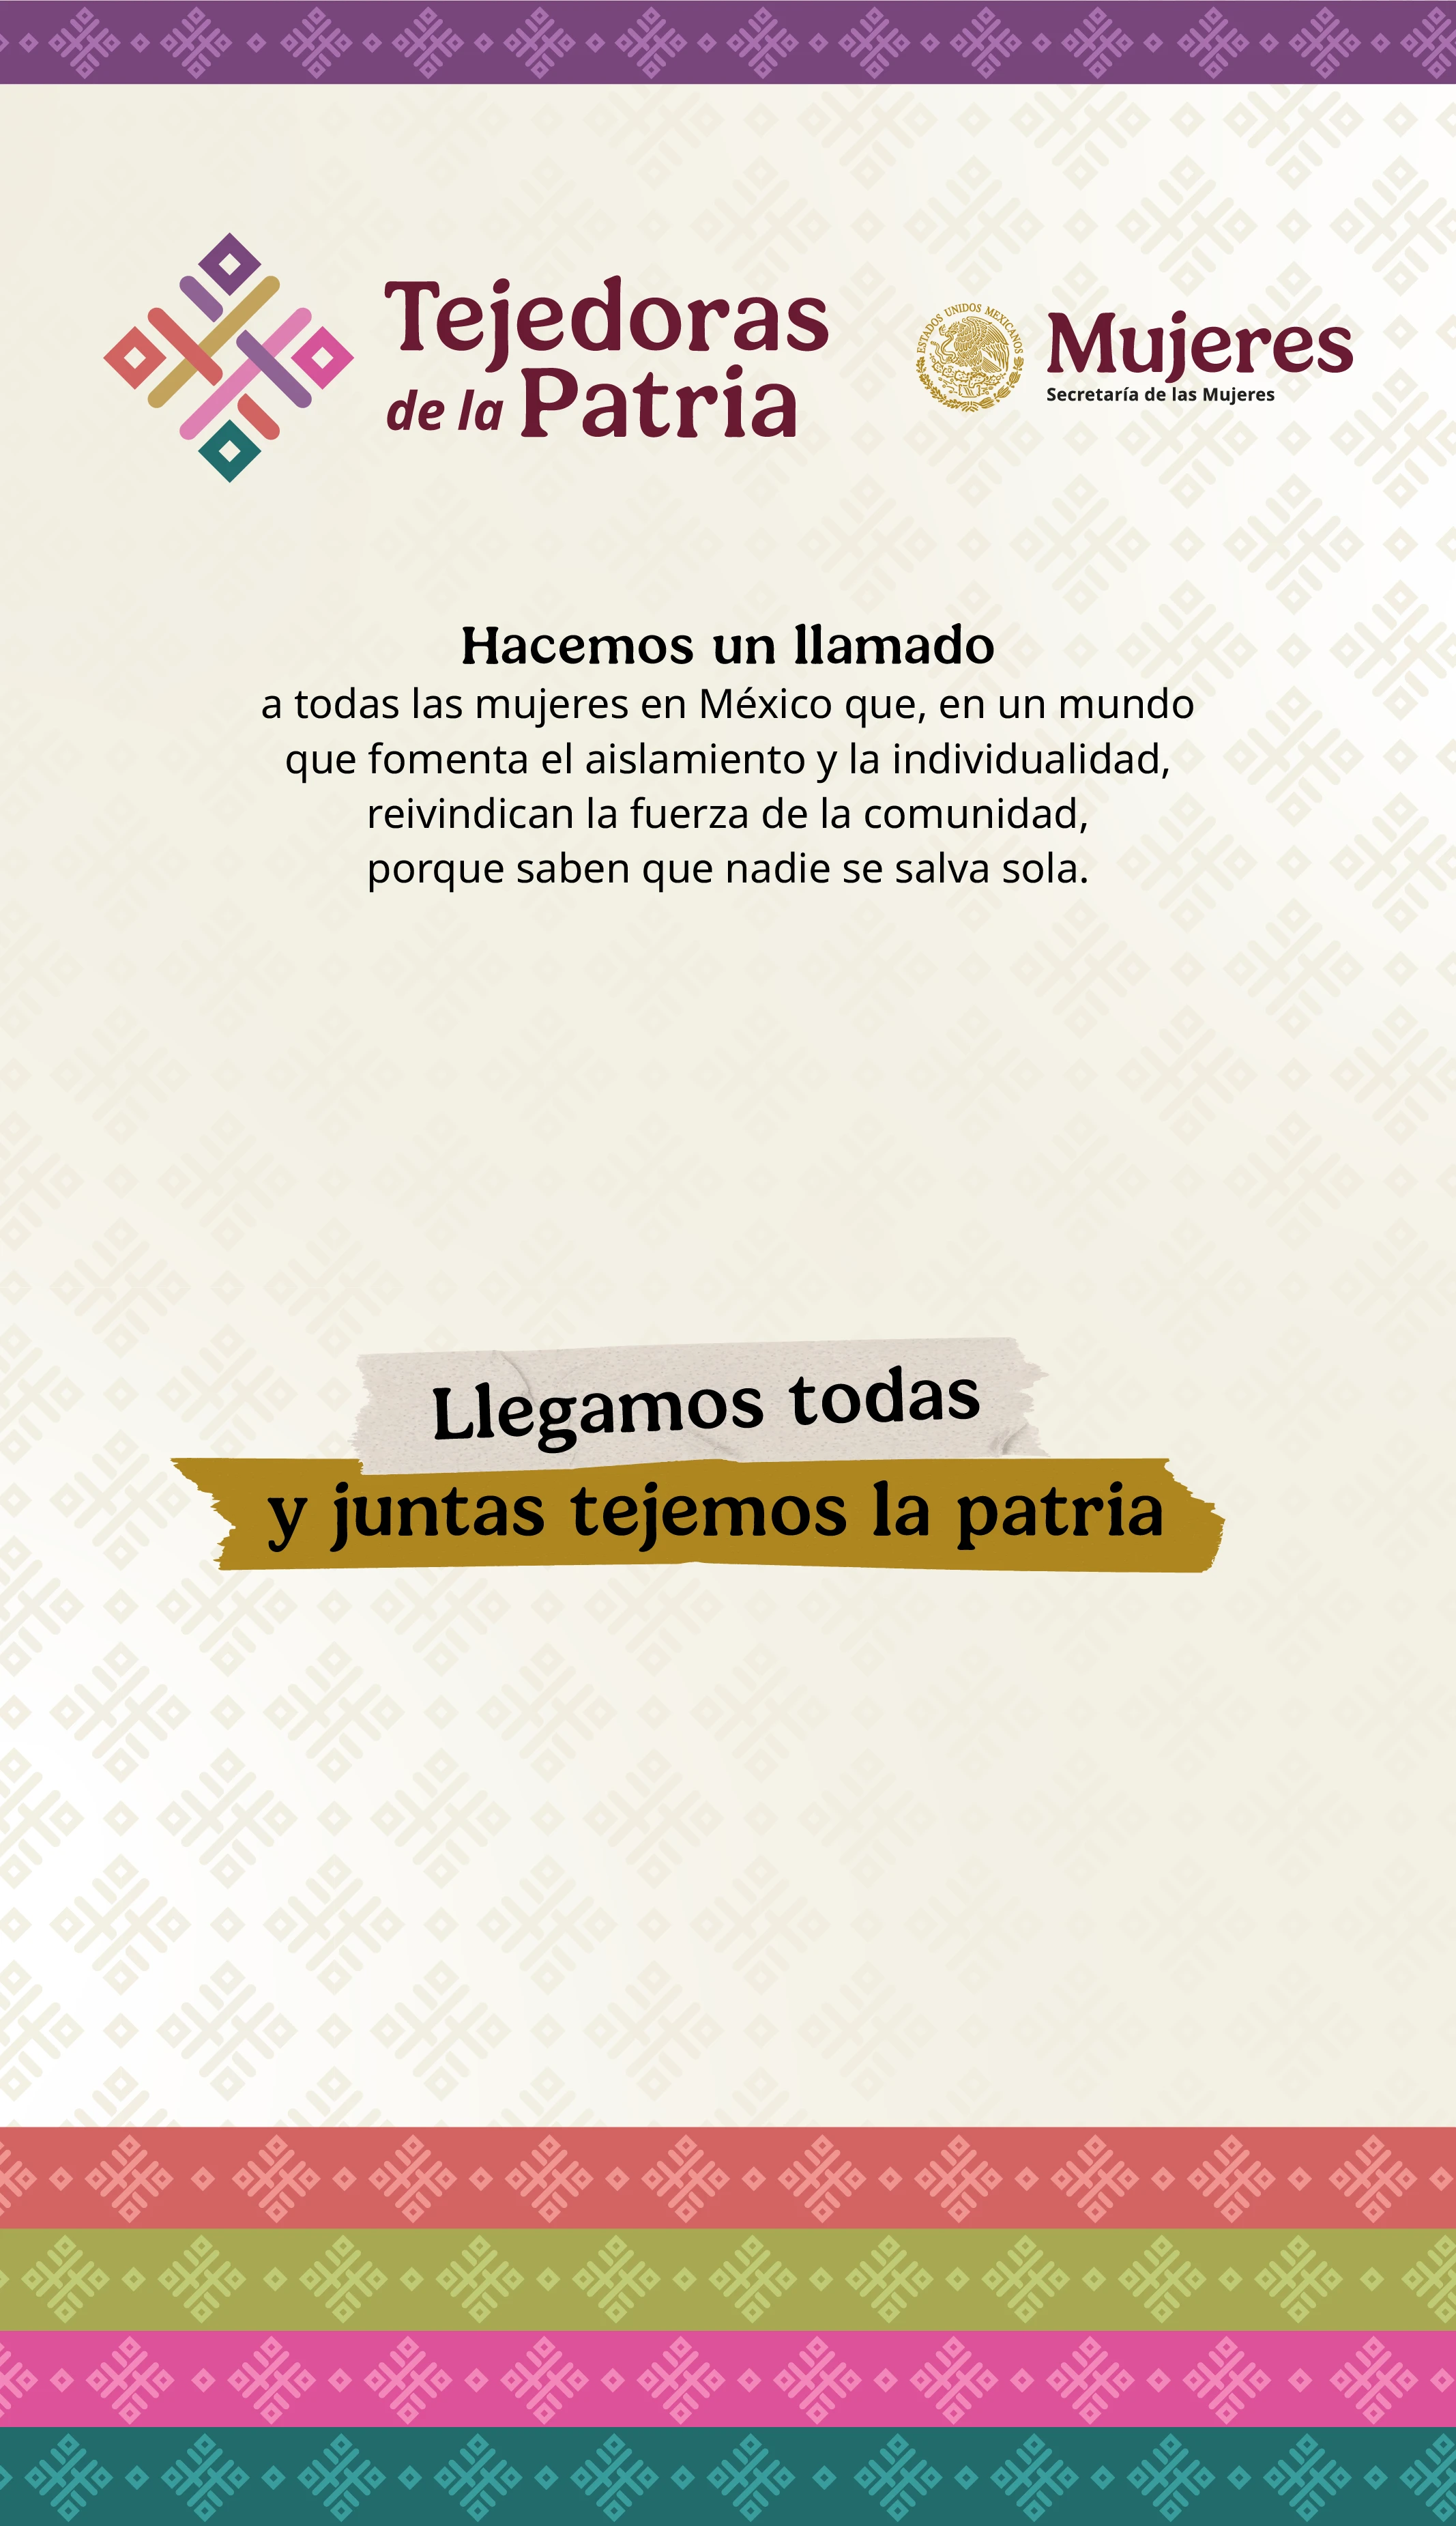 Tejedoras
de la Patria
ESTADOS UNIDOS MEXICANOS
Mujeres
Secretaría de las Mujeres
Hacemos un llamado
a todas las mujeres en México que, en un mundo
que fomenta el aislamiento y la individualidad,
reivindican la fuerza de la comunidad,
porque saben que nadie se salva sola.
Llegamos todas
y juntas tejemos la patria